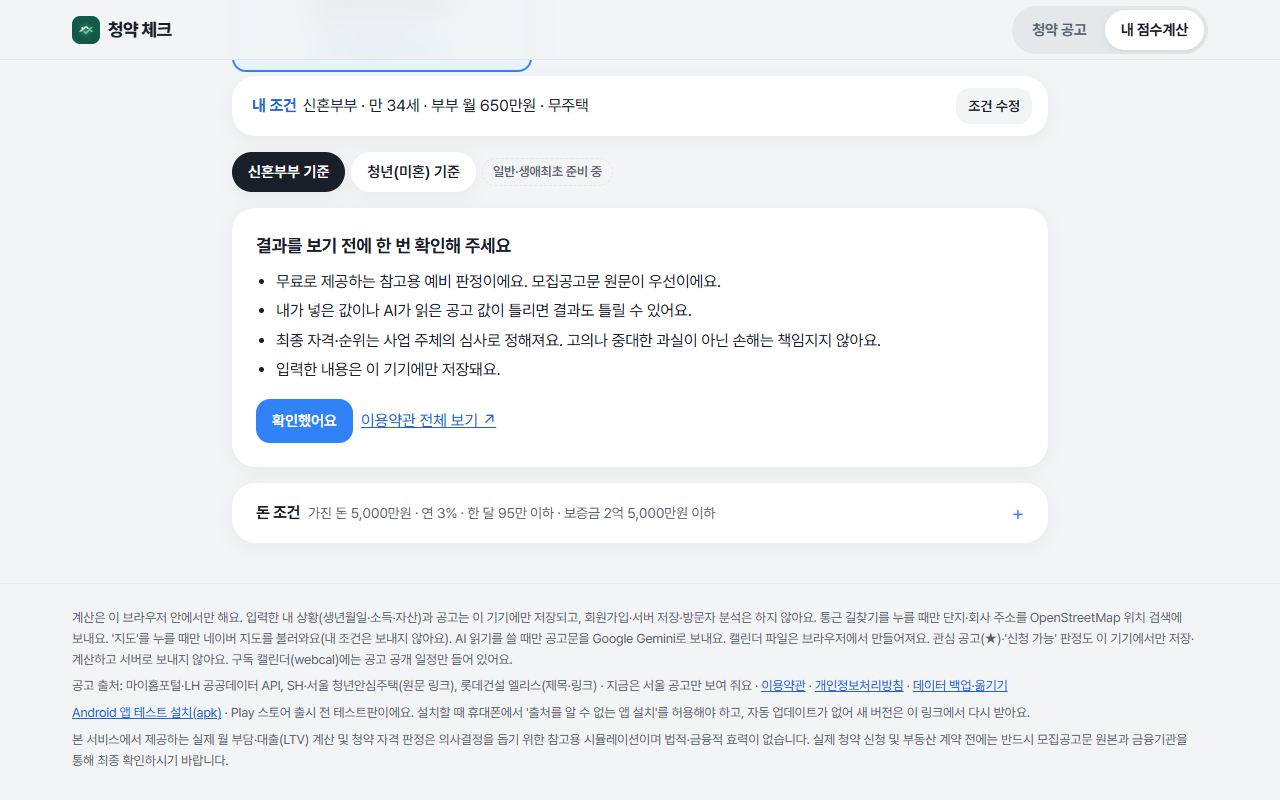 청약 체크
청약 공고
내 점수계산
내 조건 신혼부부 · 만 34세 · 부부 월 650만원 · 무주택
조건 수정
신혼부부 기준
청년(미혼) 기준
일반·생애최초 준비 중
결과를 보기 전에 한 번 확인해 주세요
• 무료로 제공하는 참고용 예비 판정이에요. 모집공고문 원문이 우선이에요.
• 내가 넣은 값이나 AI가 읽은 공고 값이 틀리면 결과도 틀릴 수 있어요.
• 최종 자격·순위는 사업 주체의 심사로 정해져요. 고의나 중대한 과실이 아닌 손해는 책임지지 않아요.
• 입력한 내용은 이 기기에만 저장돼요.
확인했어요
이용약관 전체 보기 ↗
돈 조건 가진 돈 5,000만원 · 연 3% · 한 달 95만 이하 · 보증금 2억 5,000만원 이하
+
계산은 이 브라우저 안에서만 해요. 입력한 내 상황(생년월일·소득·자산)과 공고는 이 기기에만 저장되고, 회원가입·서버 저장·방문자 분석은 하지 않아요. 통근 길찾기를 누를 때만 단지·회사 주소를 OpenStreetMap 위치 검색에
보내요. '지도'를 누를 때만 네이버 지도를 불러와요(내 조건은 보내지 않아요). AI 읽기를 쓸 때만 공고문을 Google Gemini로 보내요. 캘린더 파일은 브라우저에서 만들어져요. 관심 공고(★)·'신청 가능' 판정도 이 기기에서만 저장·
계산하고 서버로 보내지 않아요. 구독 캘린더(webcal)에는 공고 공개 일정만 들어 있어요.
공고 출처: 마이홈포털·LH 공공데이터 API, SH·서울 청년안심주택(원문 링크), 롯데건설 엘리스(제목·링크) · 지금은 서울 공고만 보여 줘요 · 이용약관 · 개인정보처리방침 · 데이터 백업·옮기기
Android 앱 테스트 설치(apk) · Play 스토어 출시 전 테스트판이에요. 설치할 때 휴대폰에서 '출처를 알 수 없는 앱 설치'를 허용해야 하고, 자동 업데이트가 없어 새 버전은 이 링크에서 다시 받아요.
본 서비스에서 제공하는 실제 월 부담·대출(LTV) 계산 및 청약 자격 판정은 의사결정을 돕기 위한 참고용 시뮬레이션이며 법적·금융적 효력이 없습니다. 실제 청약 신청 및 부동산 계약 전에는 반드시 모집공고문 원본과 금융기관을
통해 최종 확인하시기 바랍니다.